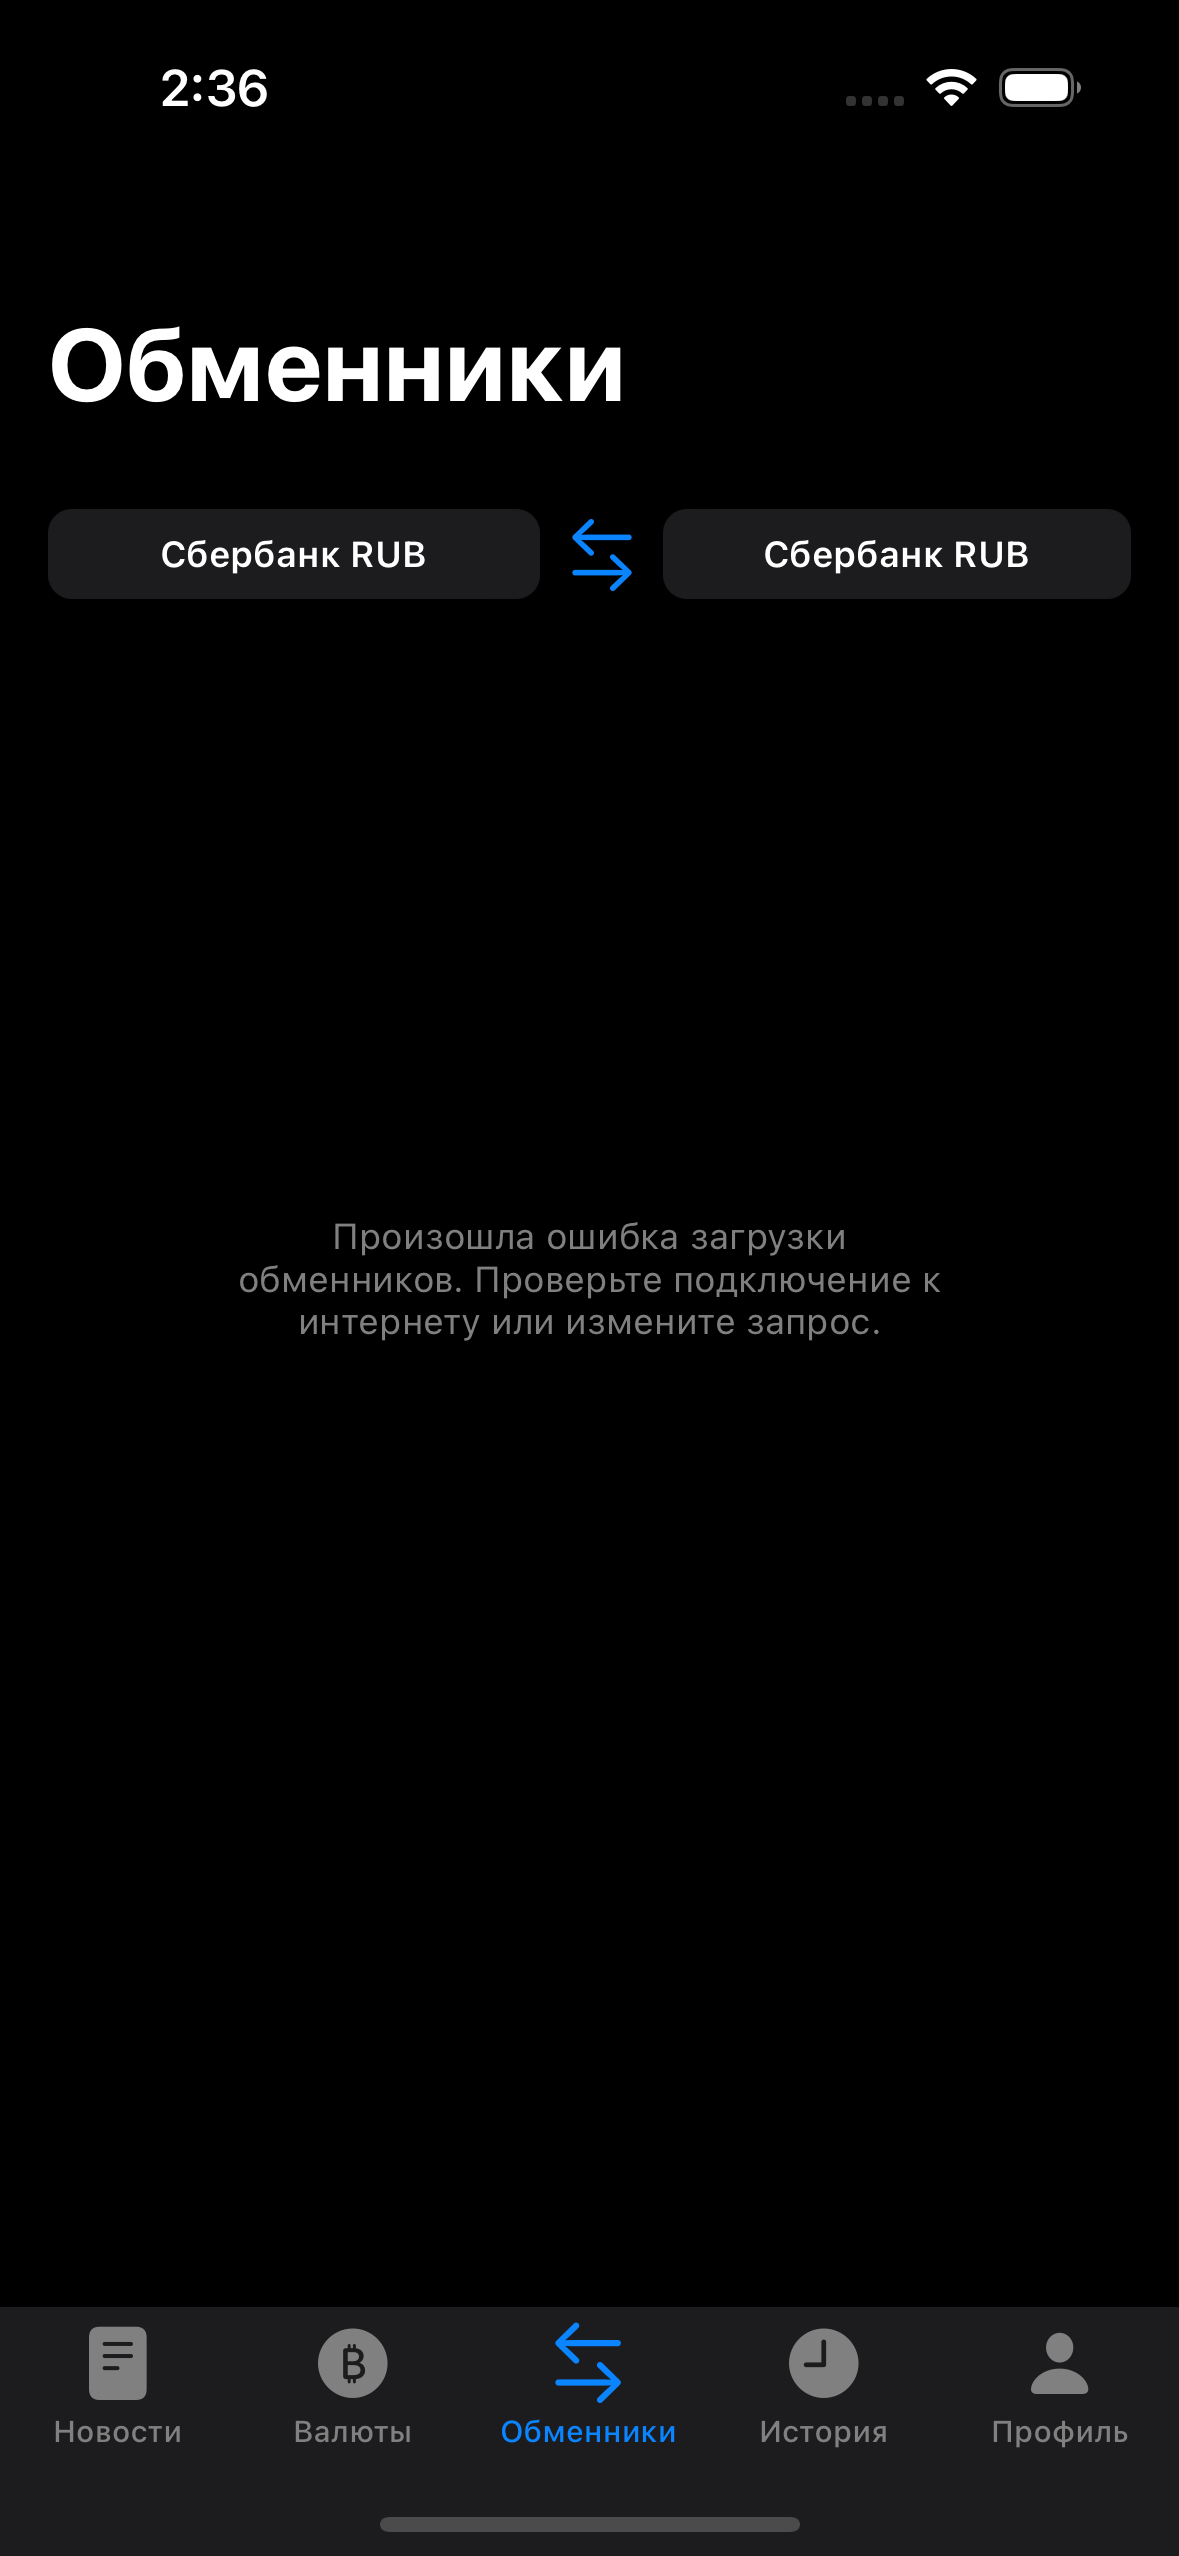 2:36
Обменники
Сбербанк RUB
Сбербанк RUB
Произошла ошибка загрузки
обменников. Проверьте подключение к
интернету или измените запрос.
Новости
Валюты
Обменники
История
Профиль